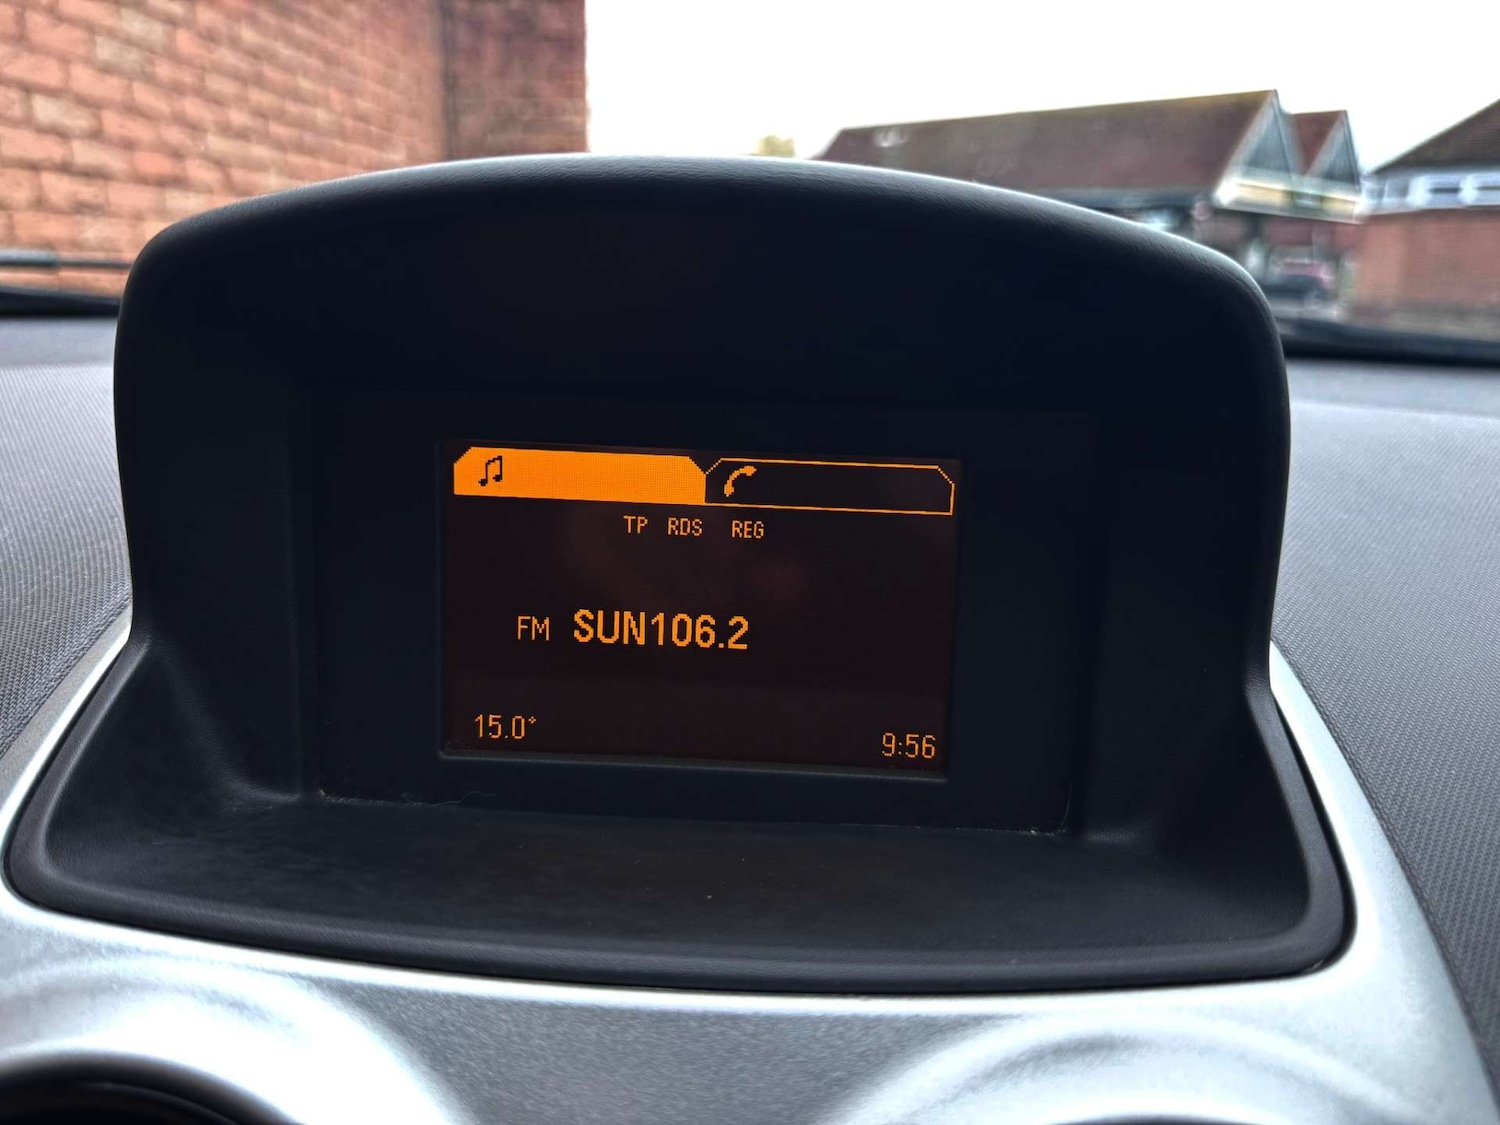 TP RDS REG
FM SUN106.2
15.0° 9:56